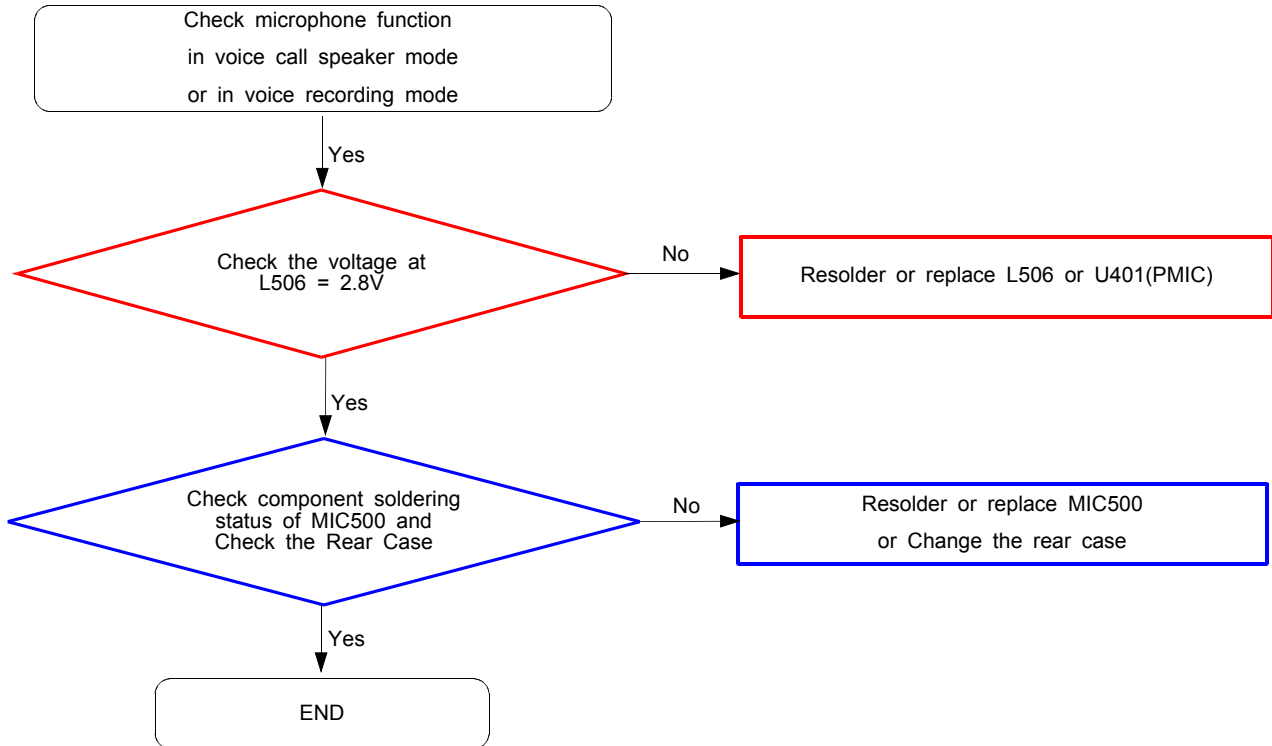 Check microphone function
in voice call speaker mode
or in voice recording mode
Yes
Check the voltage at
L506 = 2.8V
No
Resolder or replace L506 or U401(PMIC)
Yes
Check component soldering
status of MIC500 and
Check the Rear Case
No
Resolder or replace MIC500
or Change the rear case
Yes
END